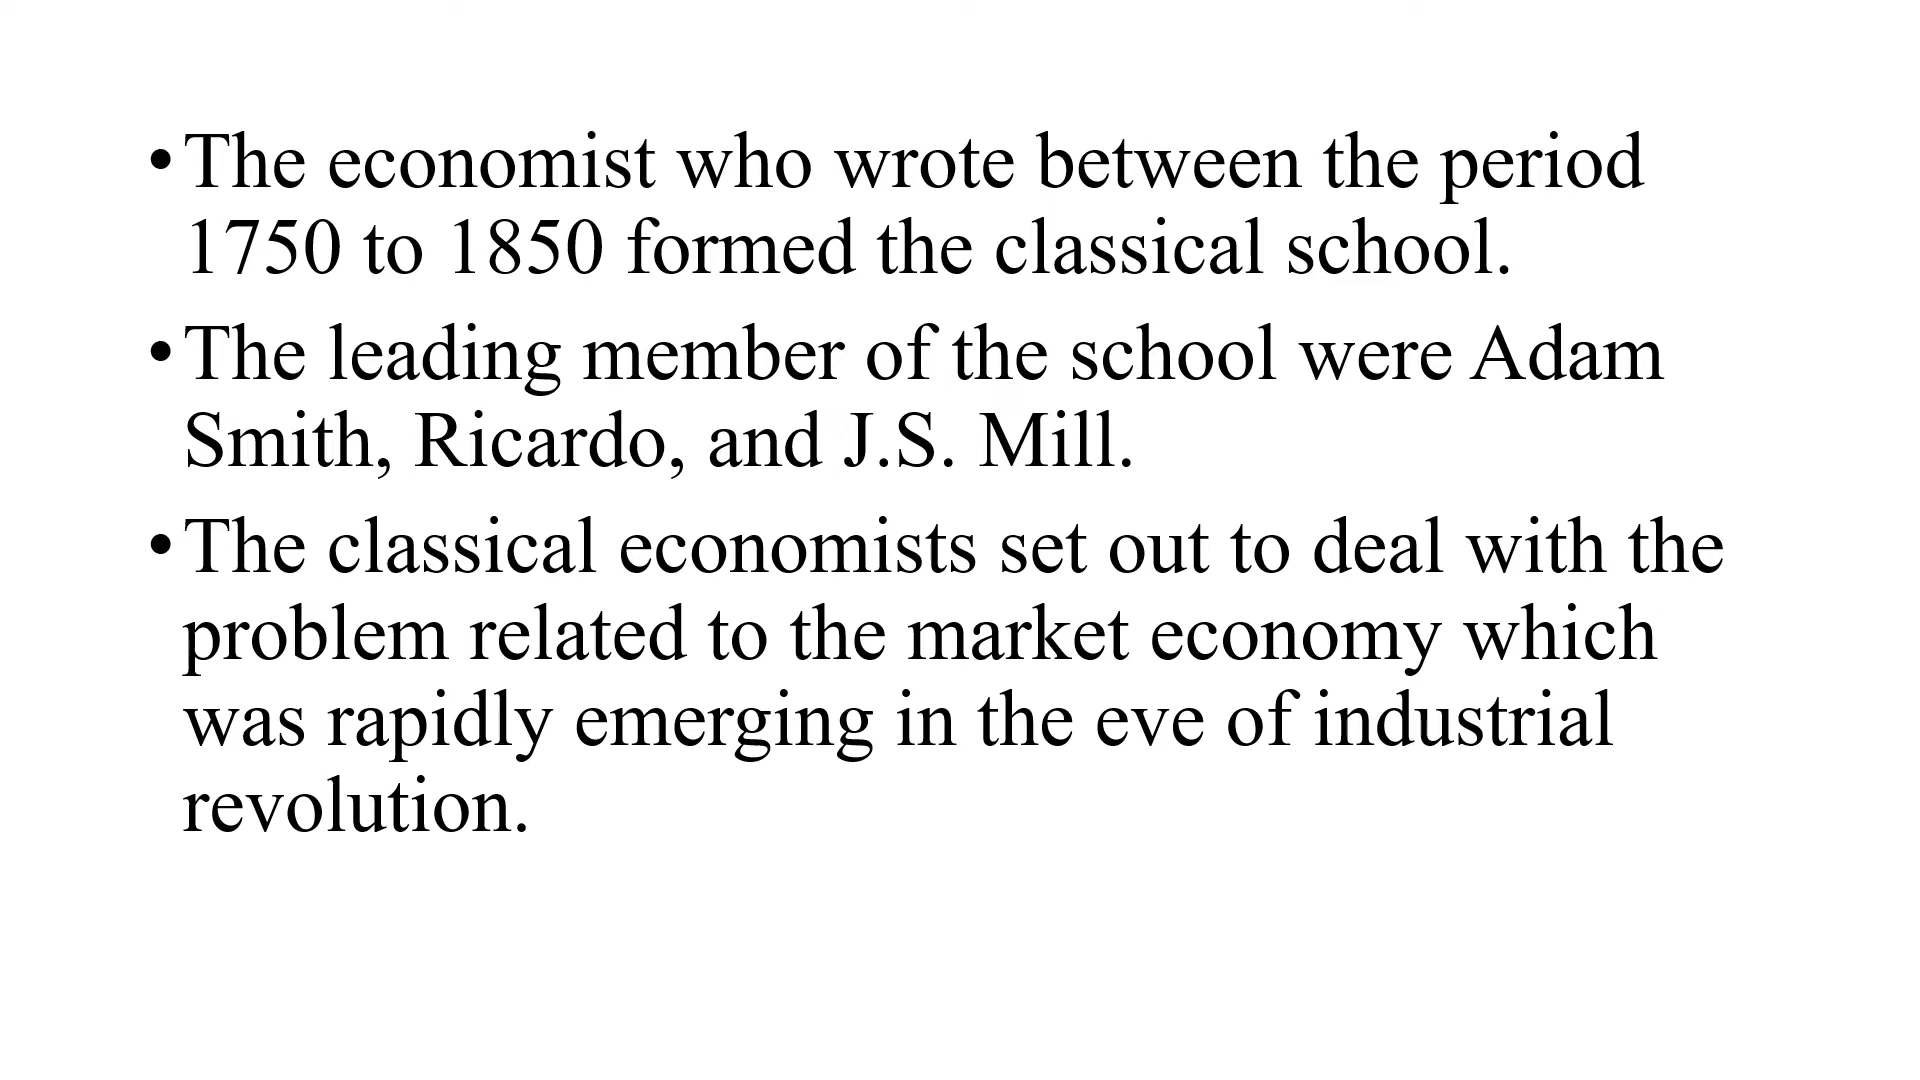 • The economist who wrote between the period
1750 to 1850 formed the classical school.
• The leading member of the school were Adam
Smith, Ricardo, and J.S. Mill.
• The classical economists set out to deal with the
problem related to the market economy which
was rapidly emerging in the eve of industrial
revolution.